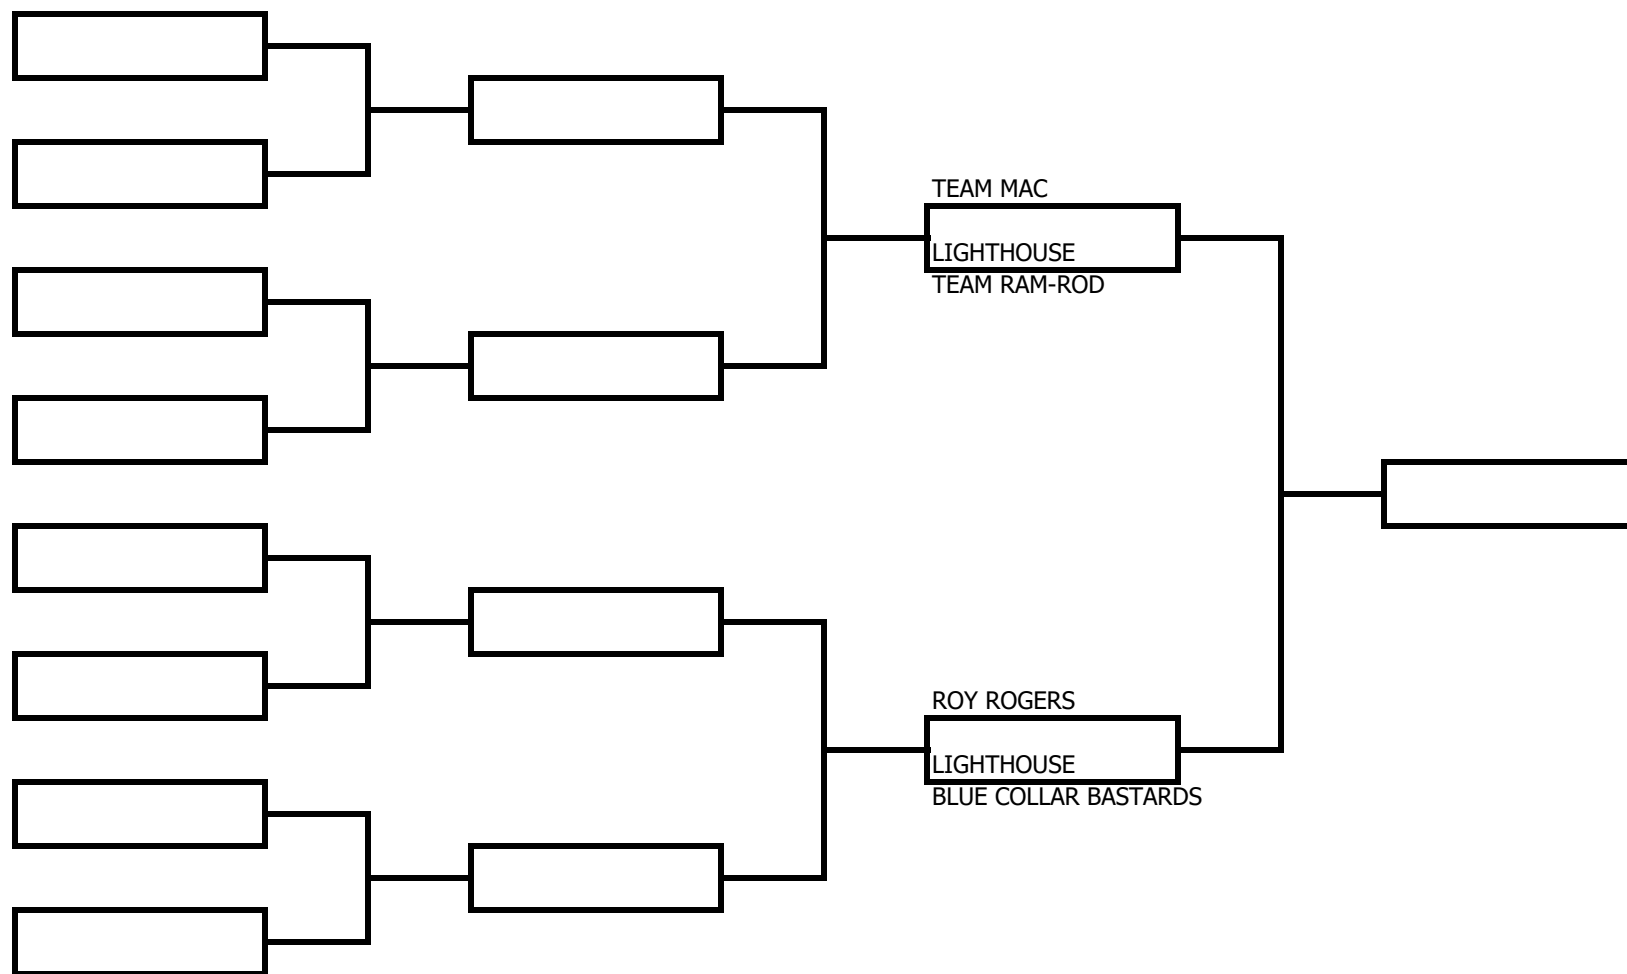 TEAM MAC
LIGHTHOUSE
TEAM RAM-ROD
ROY ROGERS
LIGHTHOUSE
BLUE COLLAR BASTARDS